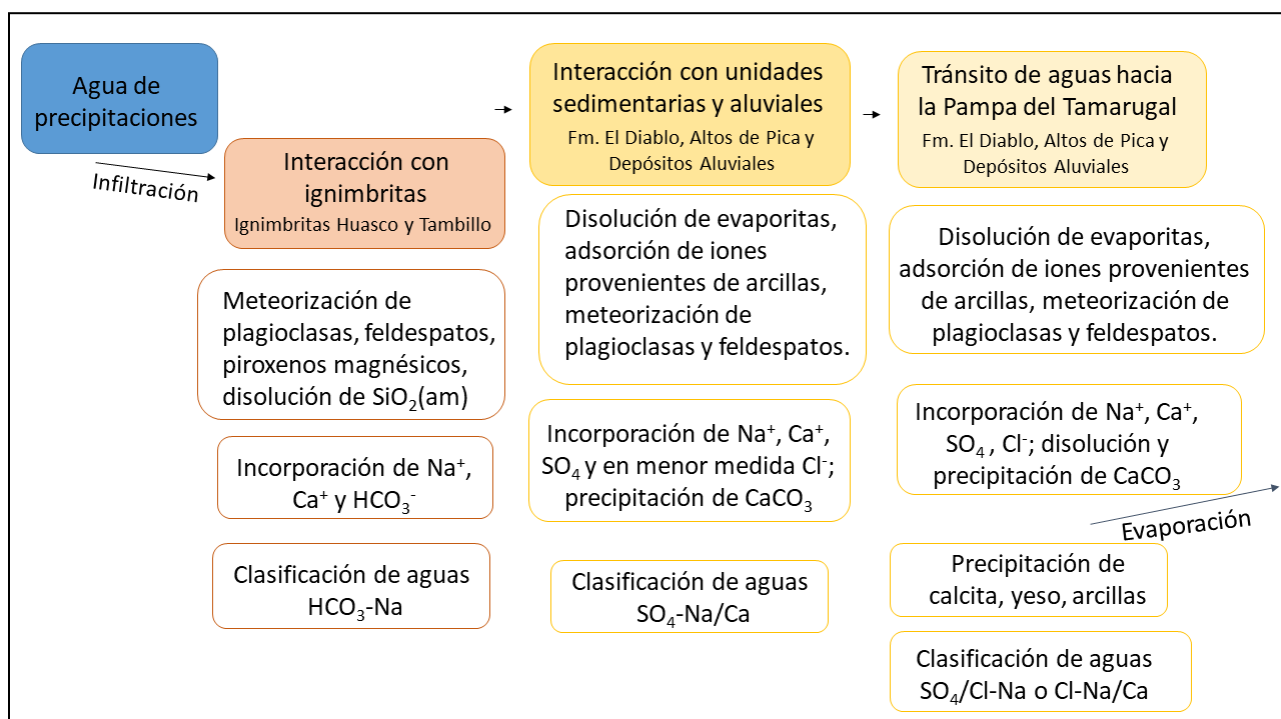 Agua de
precipitaciones
Infiltración
Interacción con
ignimbritas
Ignimbritas Huasco y Tambillo
Meteorización de
plagioclasas, feldespatos,
piroxenos magnésicos,
disolución de SiO₂(am)
Incorporación de Na⁺,
Ca⁺ y HCO₃⁻
Clasificación de aguas
HCO₃-Na
Interacción con unidades
sedimentarias y aluviales
Fm. El Diablo, Altos de Pica y
Depósitos Aluviales
Disolución de evaporitas,
adsorción de iones
provenientes de arcillas,
meteorización de
plagioclasas y feldespatos.
Incorporación de Na⁺, Ca⁺,
SO₄ y en menor medida Cl⁻;
precipitación de CaCO₃
Clasificación de aguas
SO₄-Na/Ca
Tránsito de aguas hacia
la Pampa del Tamarugal
Fm. El Diablo, Altos de Pica y
Depósitos Aluviales
Disolución de evaporitas,
adsorción de iones provenientes
de arcillas, meteorización de
plagioclasas y feldespatos.
Incorporación de Na⁺, Ca⁺,
SO₄ , Cl⁻; disolución y
precipitación de CaCO₃
Evaporación
Precipitación de
calcita, yeso, arcillas
Clasificación de aguas
SO₄/Cl-Na o Cl-Na/Ca